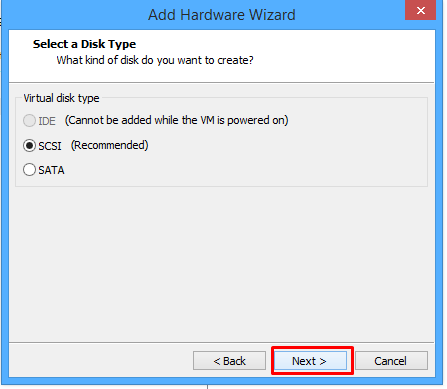 Add Hardware Wizard
Select a Disk Type
What kind of disk do you want to create?
Virtual disk type
IDE (Cannot be added while the VM is powered on)
SCSI (Recommended)
SATA
< Back Next > Cancel